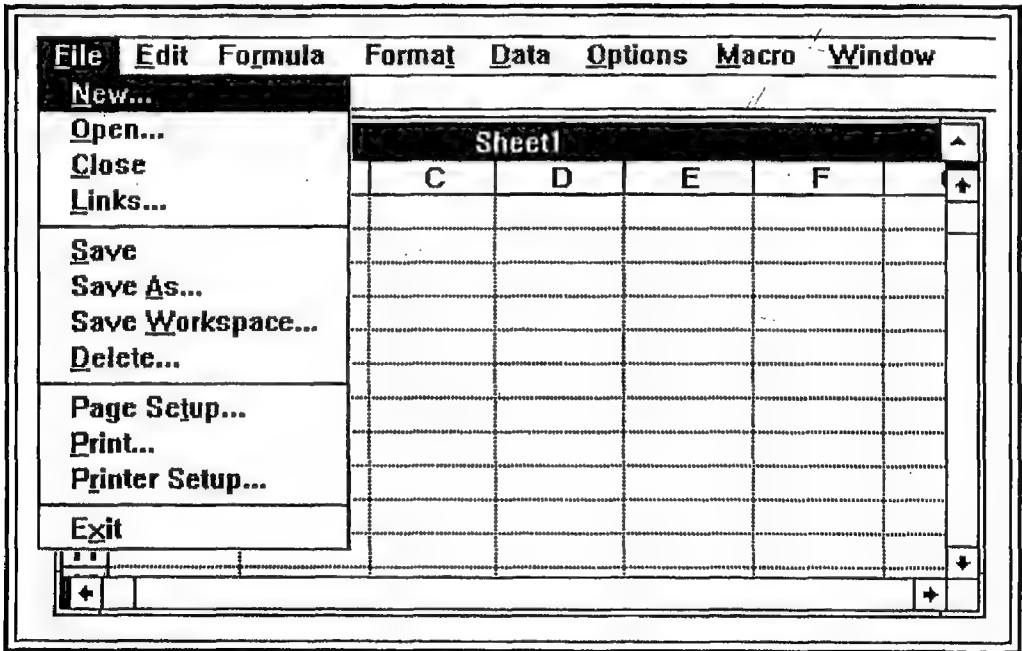 File Edit Formula Format Data Options Macro Window
New...
Open...
Close
Links...
Save
Save As...
Save Workspace...
Delete...
Page Setup...
Print...
Printer Setup...
Exit
Sheet1
C D E F